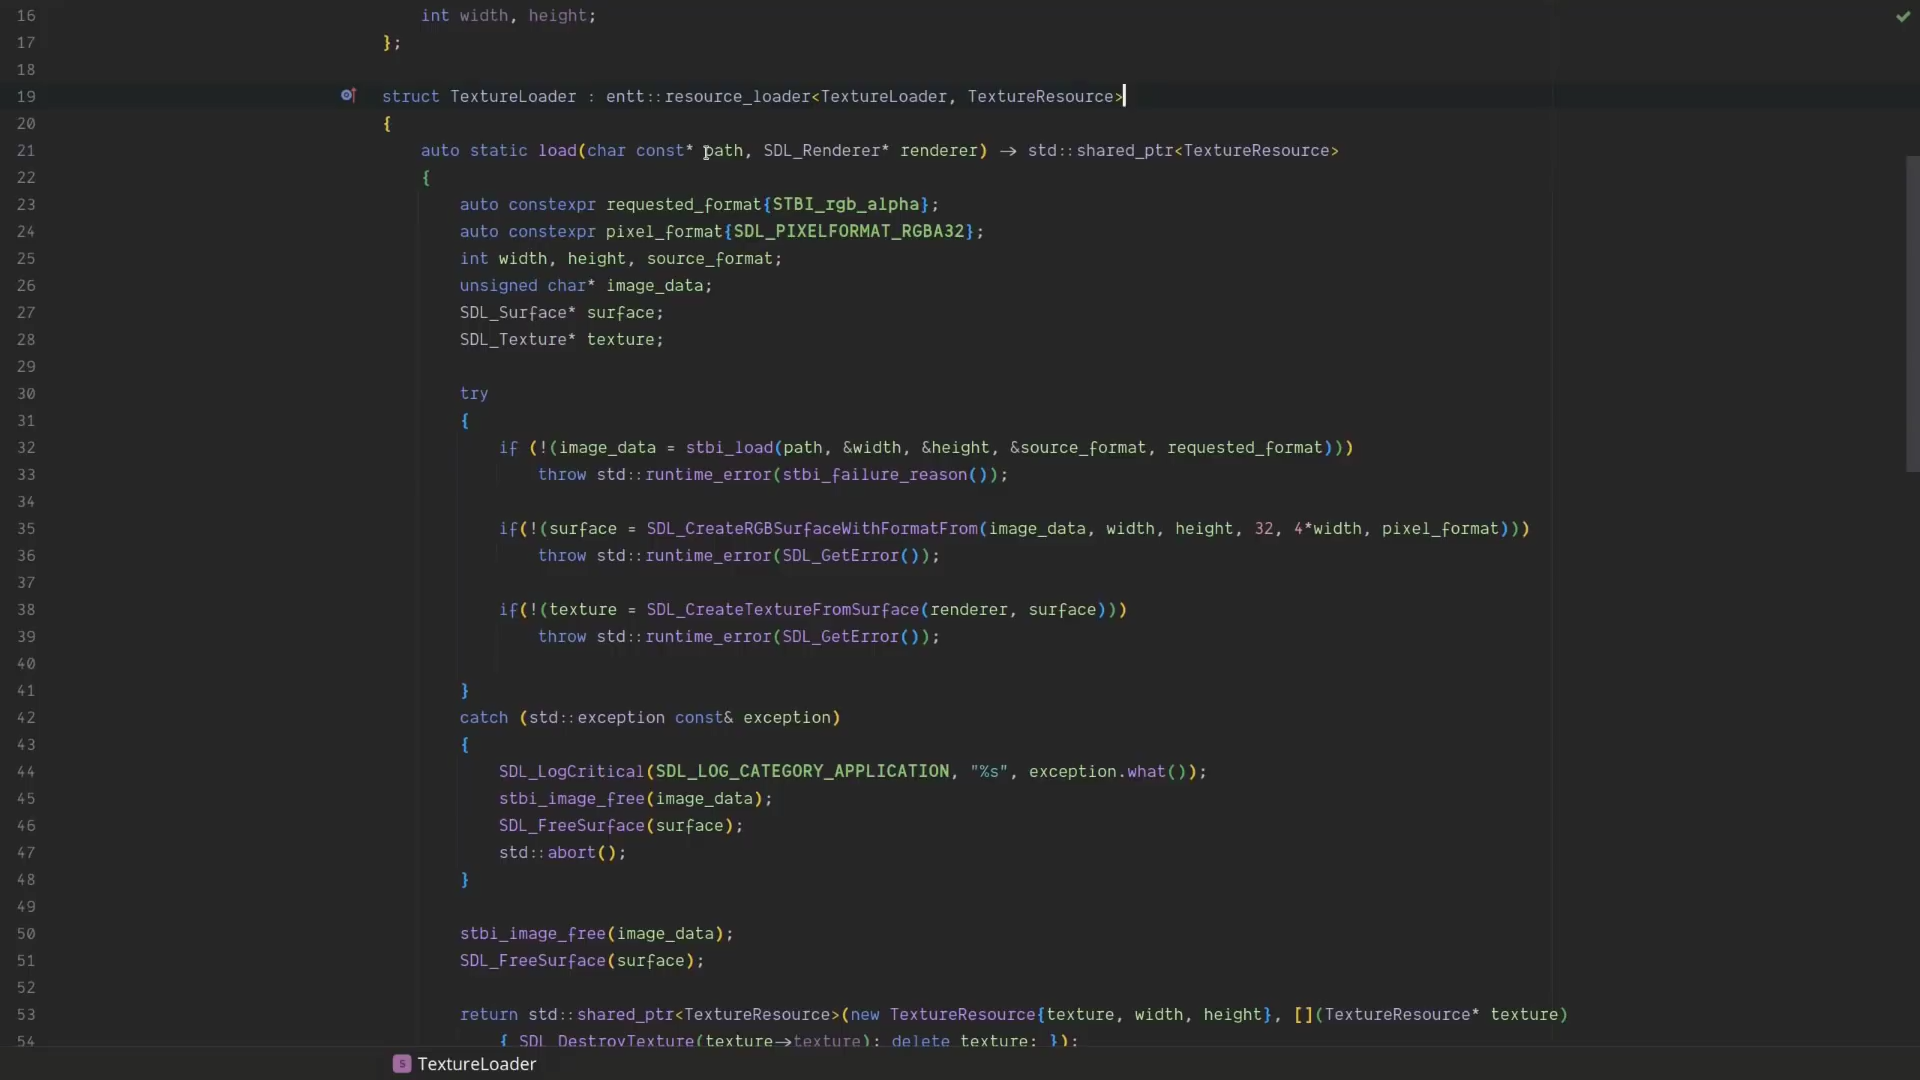 16 int width, height;
17 };
18
19 struct TextureLoader : entt::resource_loader<TextureLoader, TextureResource>
20 {
21 auto static load(char const* path, SDL_Renderer* renderer) → std::shared_ptr<TextureResource>
22 {
23 auto constexpr requested_format{STBI_rgb_alpha};
24 auto constexpr pixel_format{SDL_PIXELFORMAT_RGBA32};
25 int width, height, source_format;
26 unsigned char* image_data;
27 SDL_Surface* surface;
28 SDL_Texture* texture;
29
30 try
31 {
32 if (!(image_data = stbi_load(path, &width, &height, &source_format, requested_format)))
33 throw std::runtime_error(stbi_failure_reason());
34
35 if(!(surface = SDL_CreateRGBSurfaceWithFormatFrom(image_data, width, height, 32, 4*width, pixel_format)))
36 throw std::runtime_error(SDL_GetError());
37
38 if(!(texture = SDL_CreateTextureFromSurface(renderer, surface)))
39 throw std::runtime_error(SDL_GetError());
40
41 }
42 catch (std::exception const& exception)
43 {
44 SDL_LogCritical(SDL_LOG_CATEGORY_APPLICATION, "%s", exception.what());
45 stbi_image_free(image_data);
46 SDL_FreeSurface(surface);
47 std::abort();
48 }
49
50 stbi_image_free(image_data);
51 SDL_FreeSurface(surface);
52
53 return std::shared_ptr<TextureResource>(new TextureResource{texture, width, height}, [](TextureResource* texture)
54 { SDL_DestroyTexture(texture→texture); delete texture; });
S TextureLoader